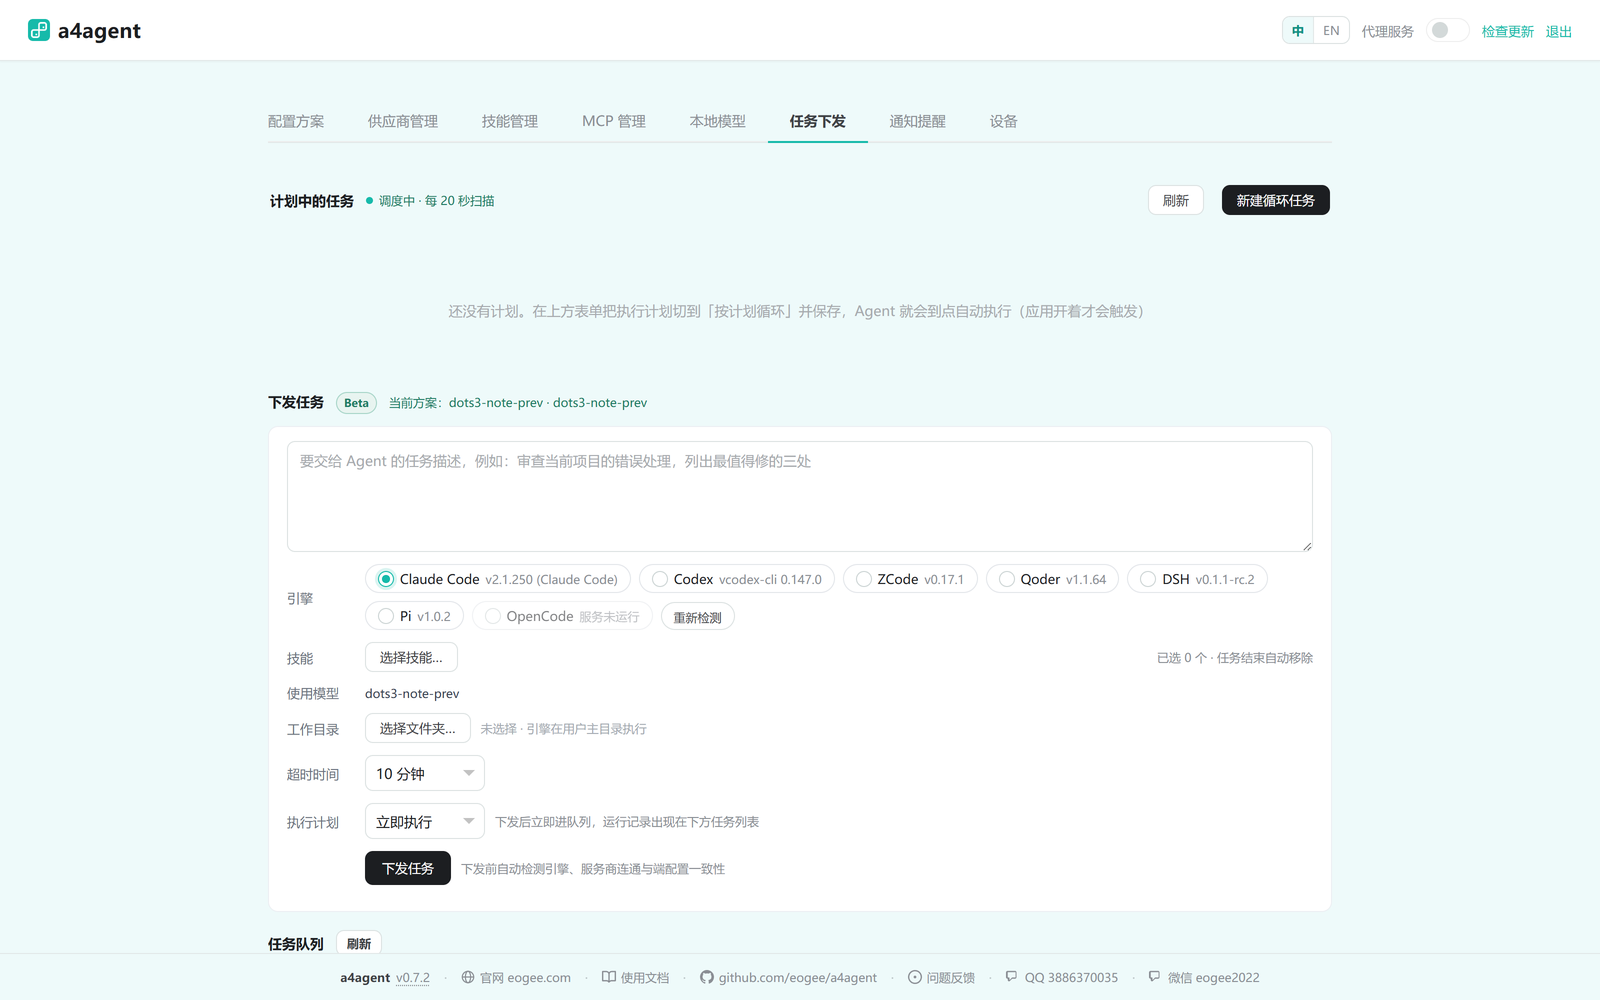 a4agent
中 EN 代理服务 检查更新 退出
配置方案 供应商管理 技能管理 MCP 管理 本地模型 任务下发 通知提醒 设备
计划中的任务 调度中 · 每 20 秒扫描 刷新 新建循环任务
还没有计划。在上方表单把执行计划切到「按计划循环」并保存，Agent 就会到点自动执行（应用开着才会触发）
下发任务 Beta 当前方案：dots3-note-prev · dots3-note-prev
要交给 Agent 的任务描述，例如：审查当前项目的错误处理，列出最值得修的三处
引擎
Claude Code v2.1.250 (Claude Code) Codex vcodex-cli 0.147.0 ZCode v0.17.1 Qoder v1.1.64 DSH v0.1.1-rc.2
Pi v1.0.2 OpenCode 服务未运行 重新检测
技能 选择技能... 已选 0 个 · 任务结束自动移除
使用模型 dots3-note-prev
工作目录 选择文件夹... 未选择 · 引擎在用户主目录执行
超时时间 10 分钟
执行计划 立即执行 下发后立即进队列，运行记录出现在下方任务列表
下发任务 下发前自动检测引擎、服务商连通与端配置一致性
任务队列 刷新
a4agent v0.7.2 · 官网 eogee.com · 使用文档 · github.com/eogee/a4agent · 问题反馈 · QQ 3886370035 · 微信 eogee2022